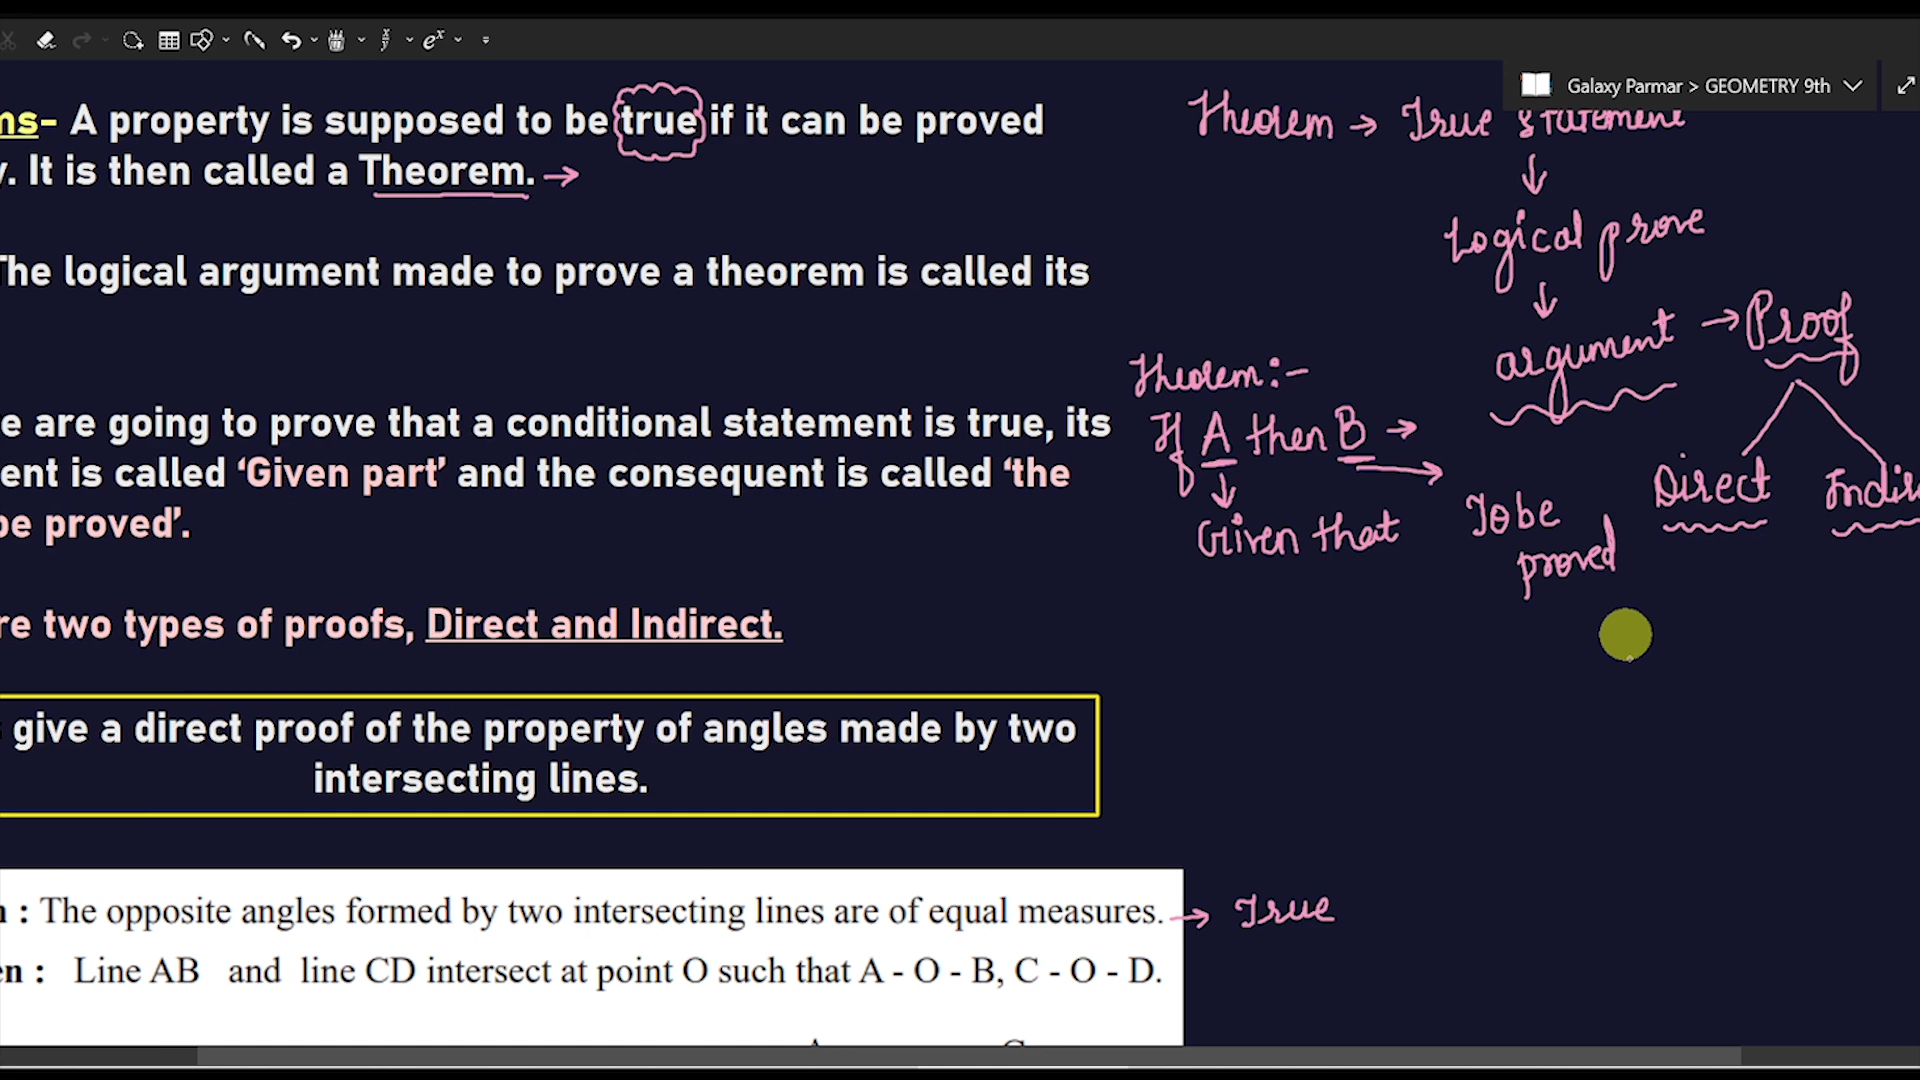 Galaxy Parmar > GEOMETRY 9th
ms- A property is supposed to be true if it can be proved
y. It is then called a Theorem. →
The logical argument made to prove a theorem is called its
e are going to prove that a conditional statement is true, its
ent is called ‘Given part’ and the consequent is called ‘the
be proved’.
re two types of proofs, Direct and Indirect.
give a direct proof of the property of angles made by two
intersecting lines.
n : The opposite angles formed by two intersecting lines are of equal measures. → True
en : Line AB and line CD intersect at point O such that A - O - B, C - O - D.
Theorem → True Statement
↓
Logical prove
↓
argument → Proof
Direct Indire
Theorem :-
If A then B →
Given that
To be
proved